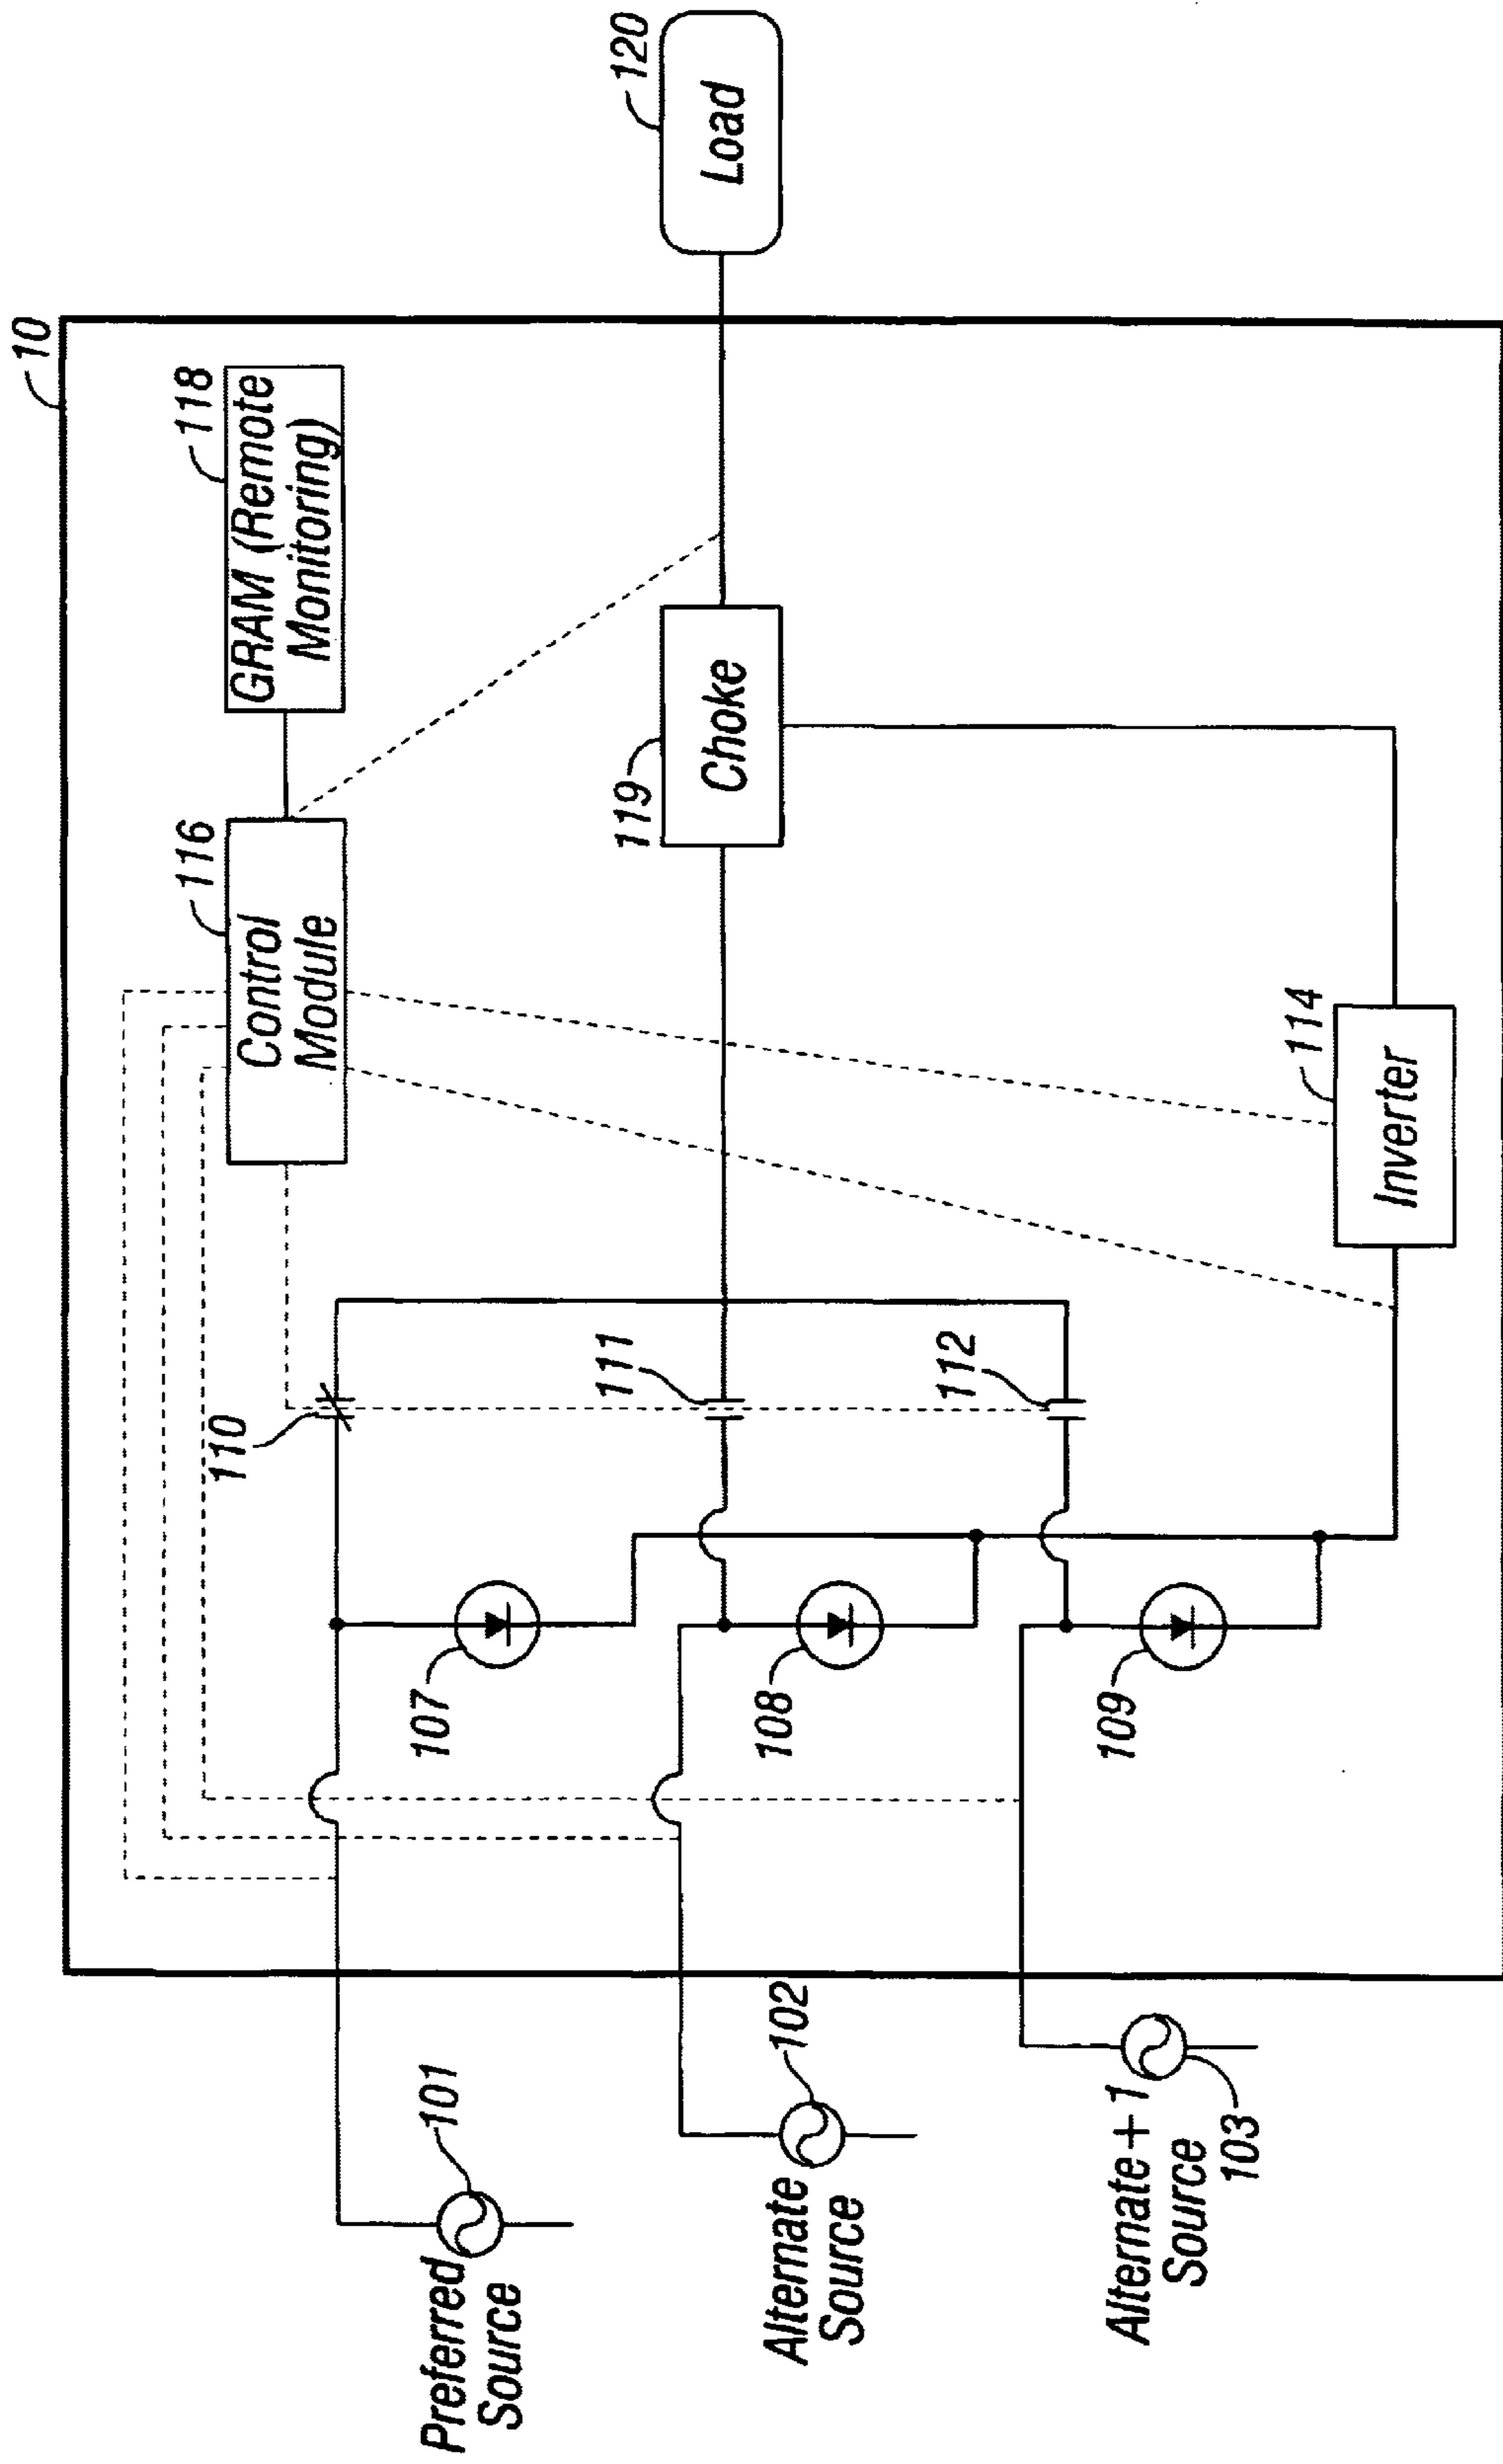 10
118
GRAM (Remote
Monitoring)
116
Control
Module
120
Load
119
Choke
110
111
112
114
Inverter
107
108
109
101
Preferred
Source
102
Alternate
Source
Alternate+1
Source
103